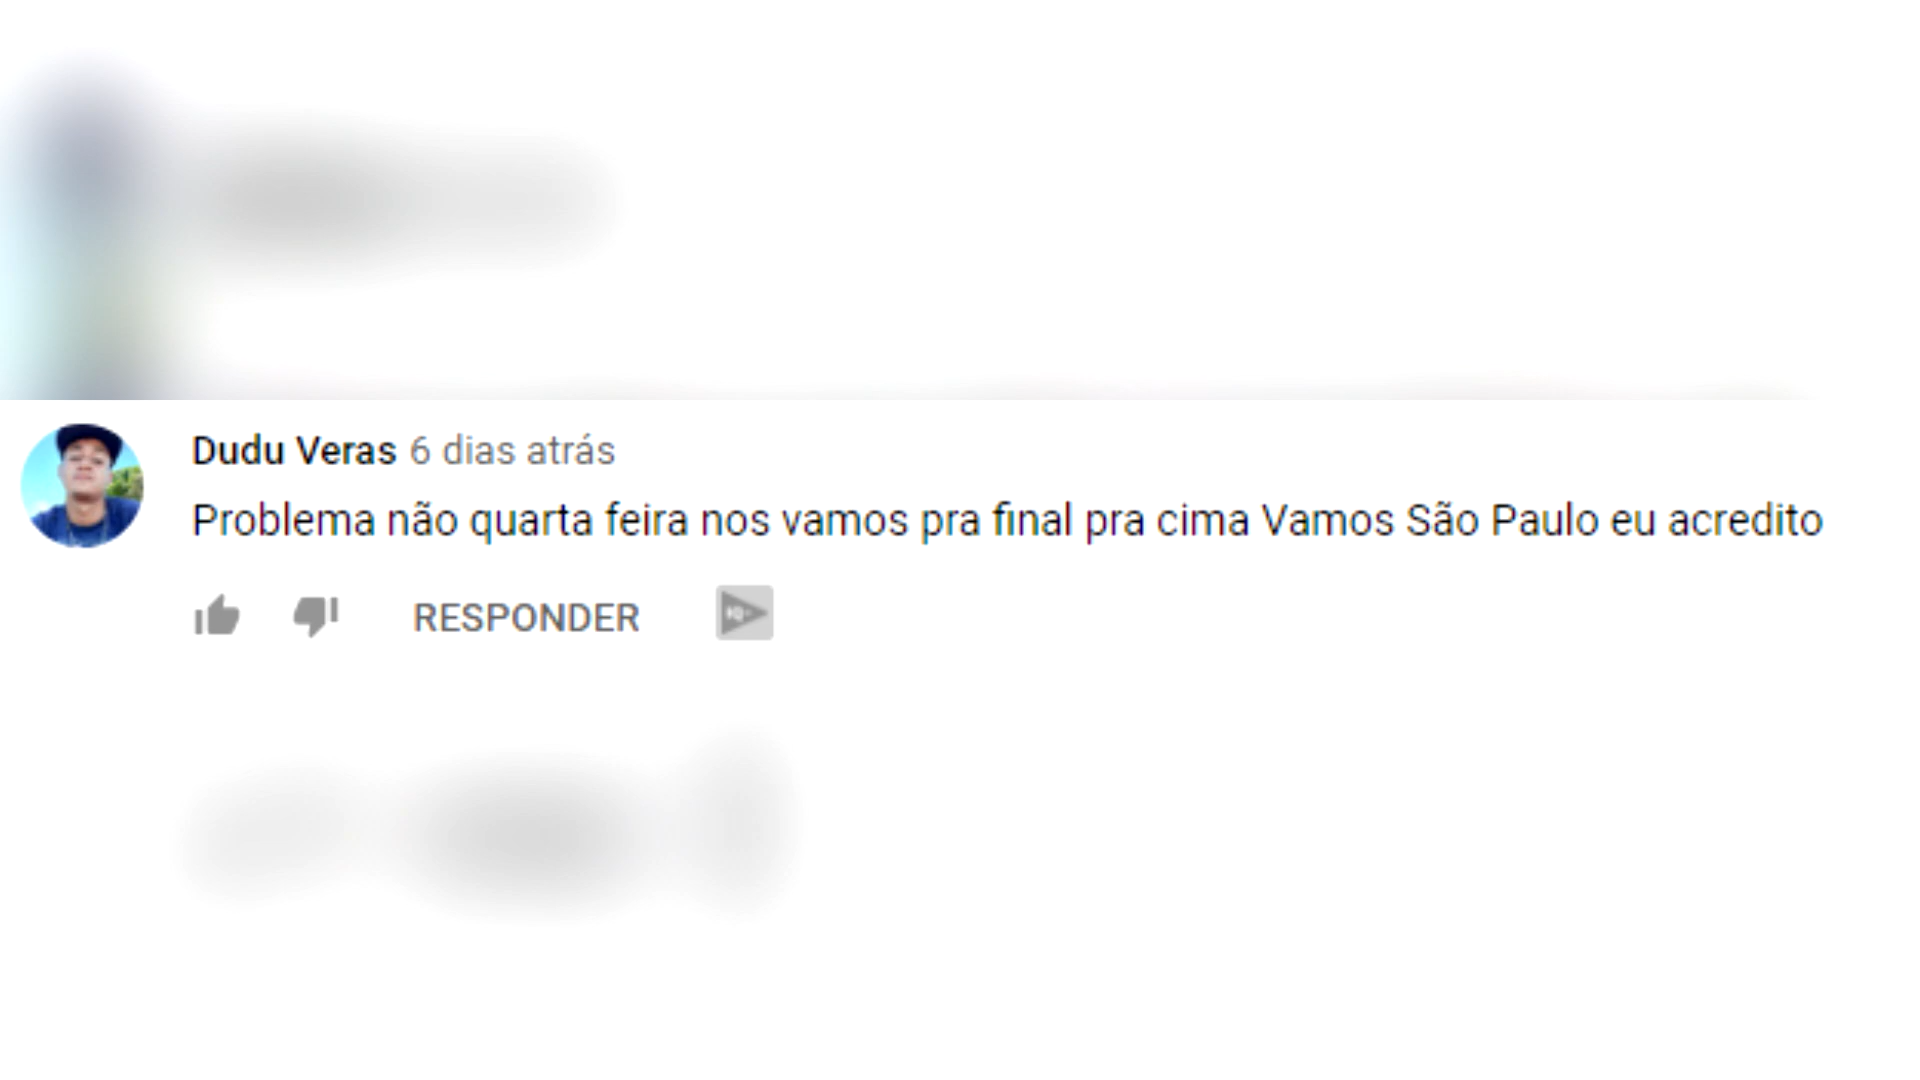 Dudu Veras 6 dias atrás
Problema não quarta feira nos vamos pra final pra cima Vamos São Paulo eu acredito
RESPONDER